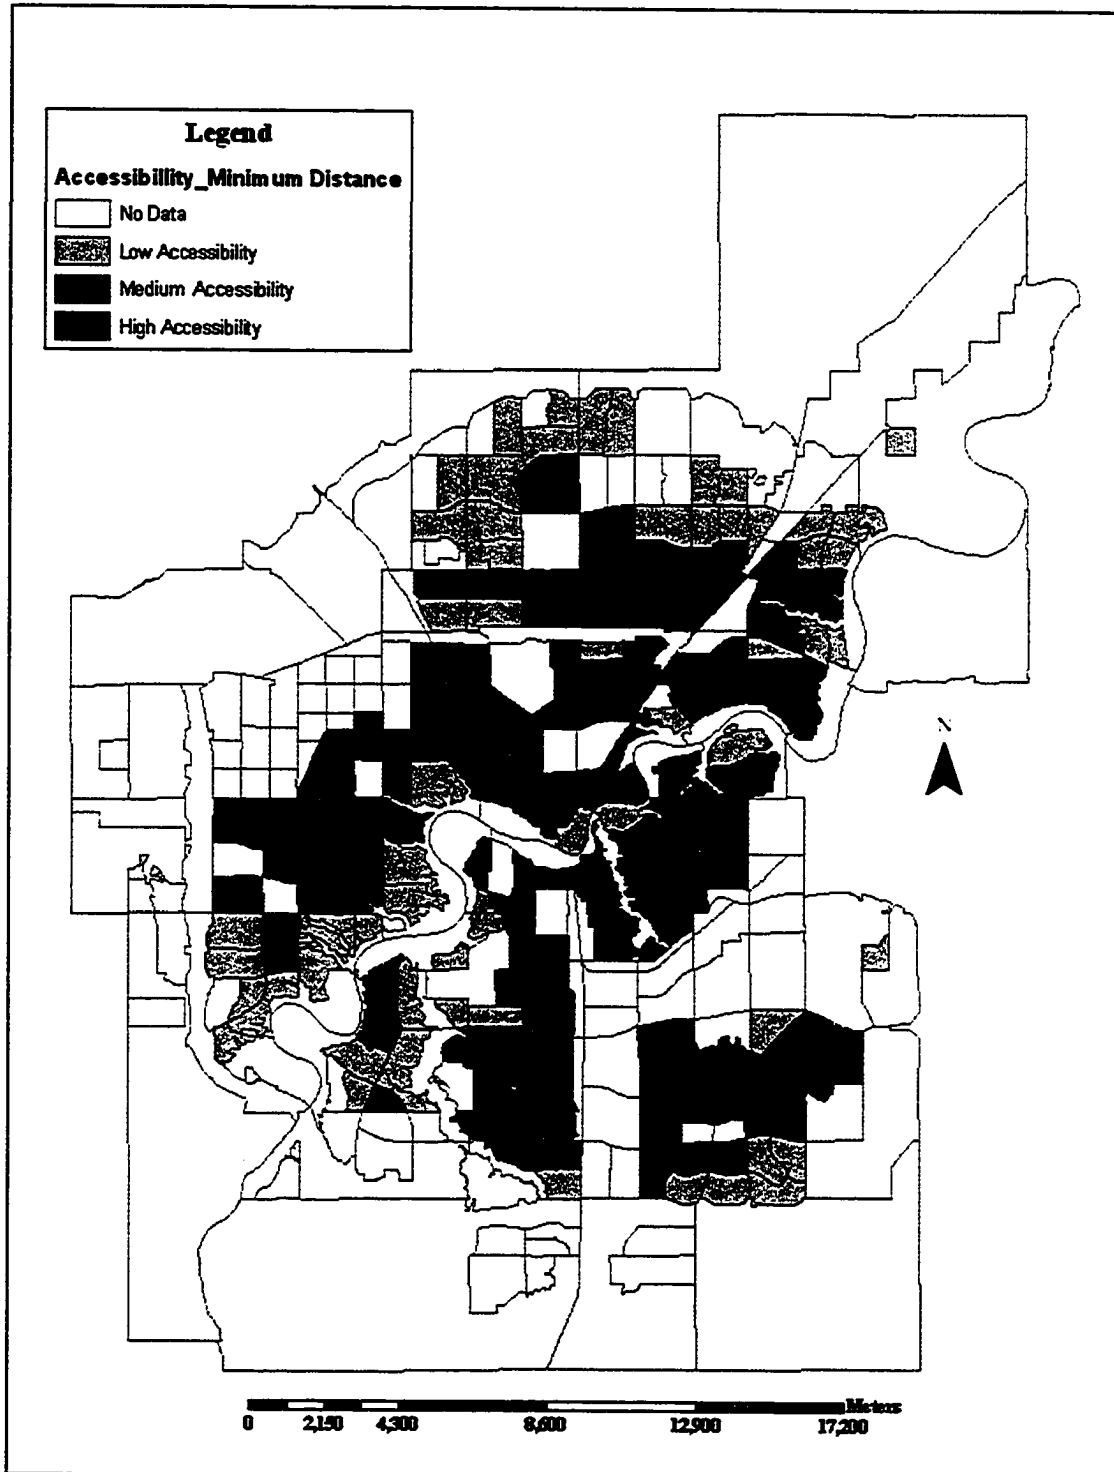 Legend
Accessibillity_Minimum Distance
No Data
Low Accessibility
Medium Accessibility
High Accessibility
N
Meters
0 2,150 4,300 8,600 12,900 17,200